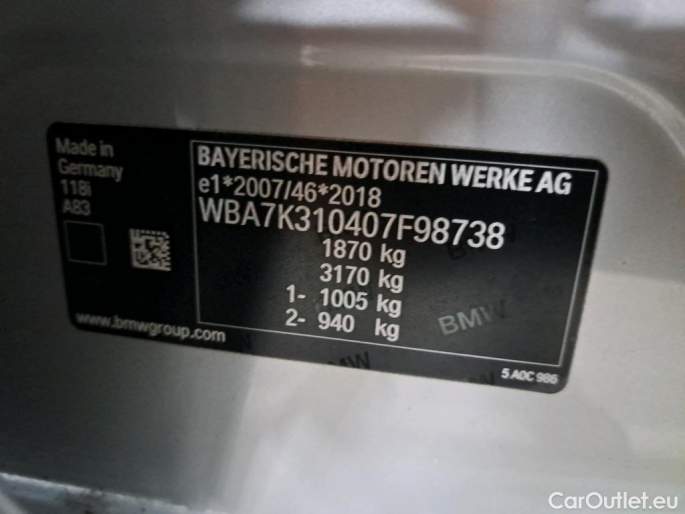 Made in
Germany
118i
A83
www.bmwgroup.com
BAYERISCHE MOTOREN WERKE AG
e1*2007/46*2018
WBA7K310407F98738
1870 kg
3170 kg
1- 1005 kg
2- 940 kg
BMW
BMW
5 A0C 986
CarOutlet.eu